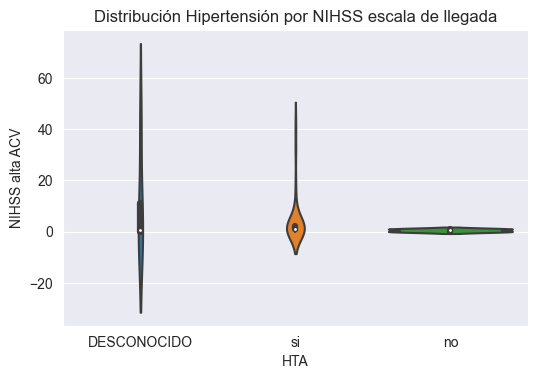 Distribución Hipertensión por NIHSS escala de llegada
NIHSS alta ACV
60
40
20
0
−20
DESCONOCIDO
si
no
HTA